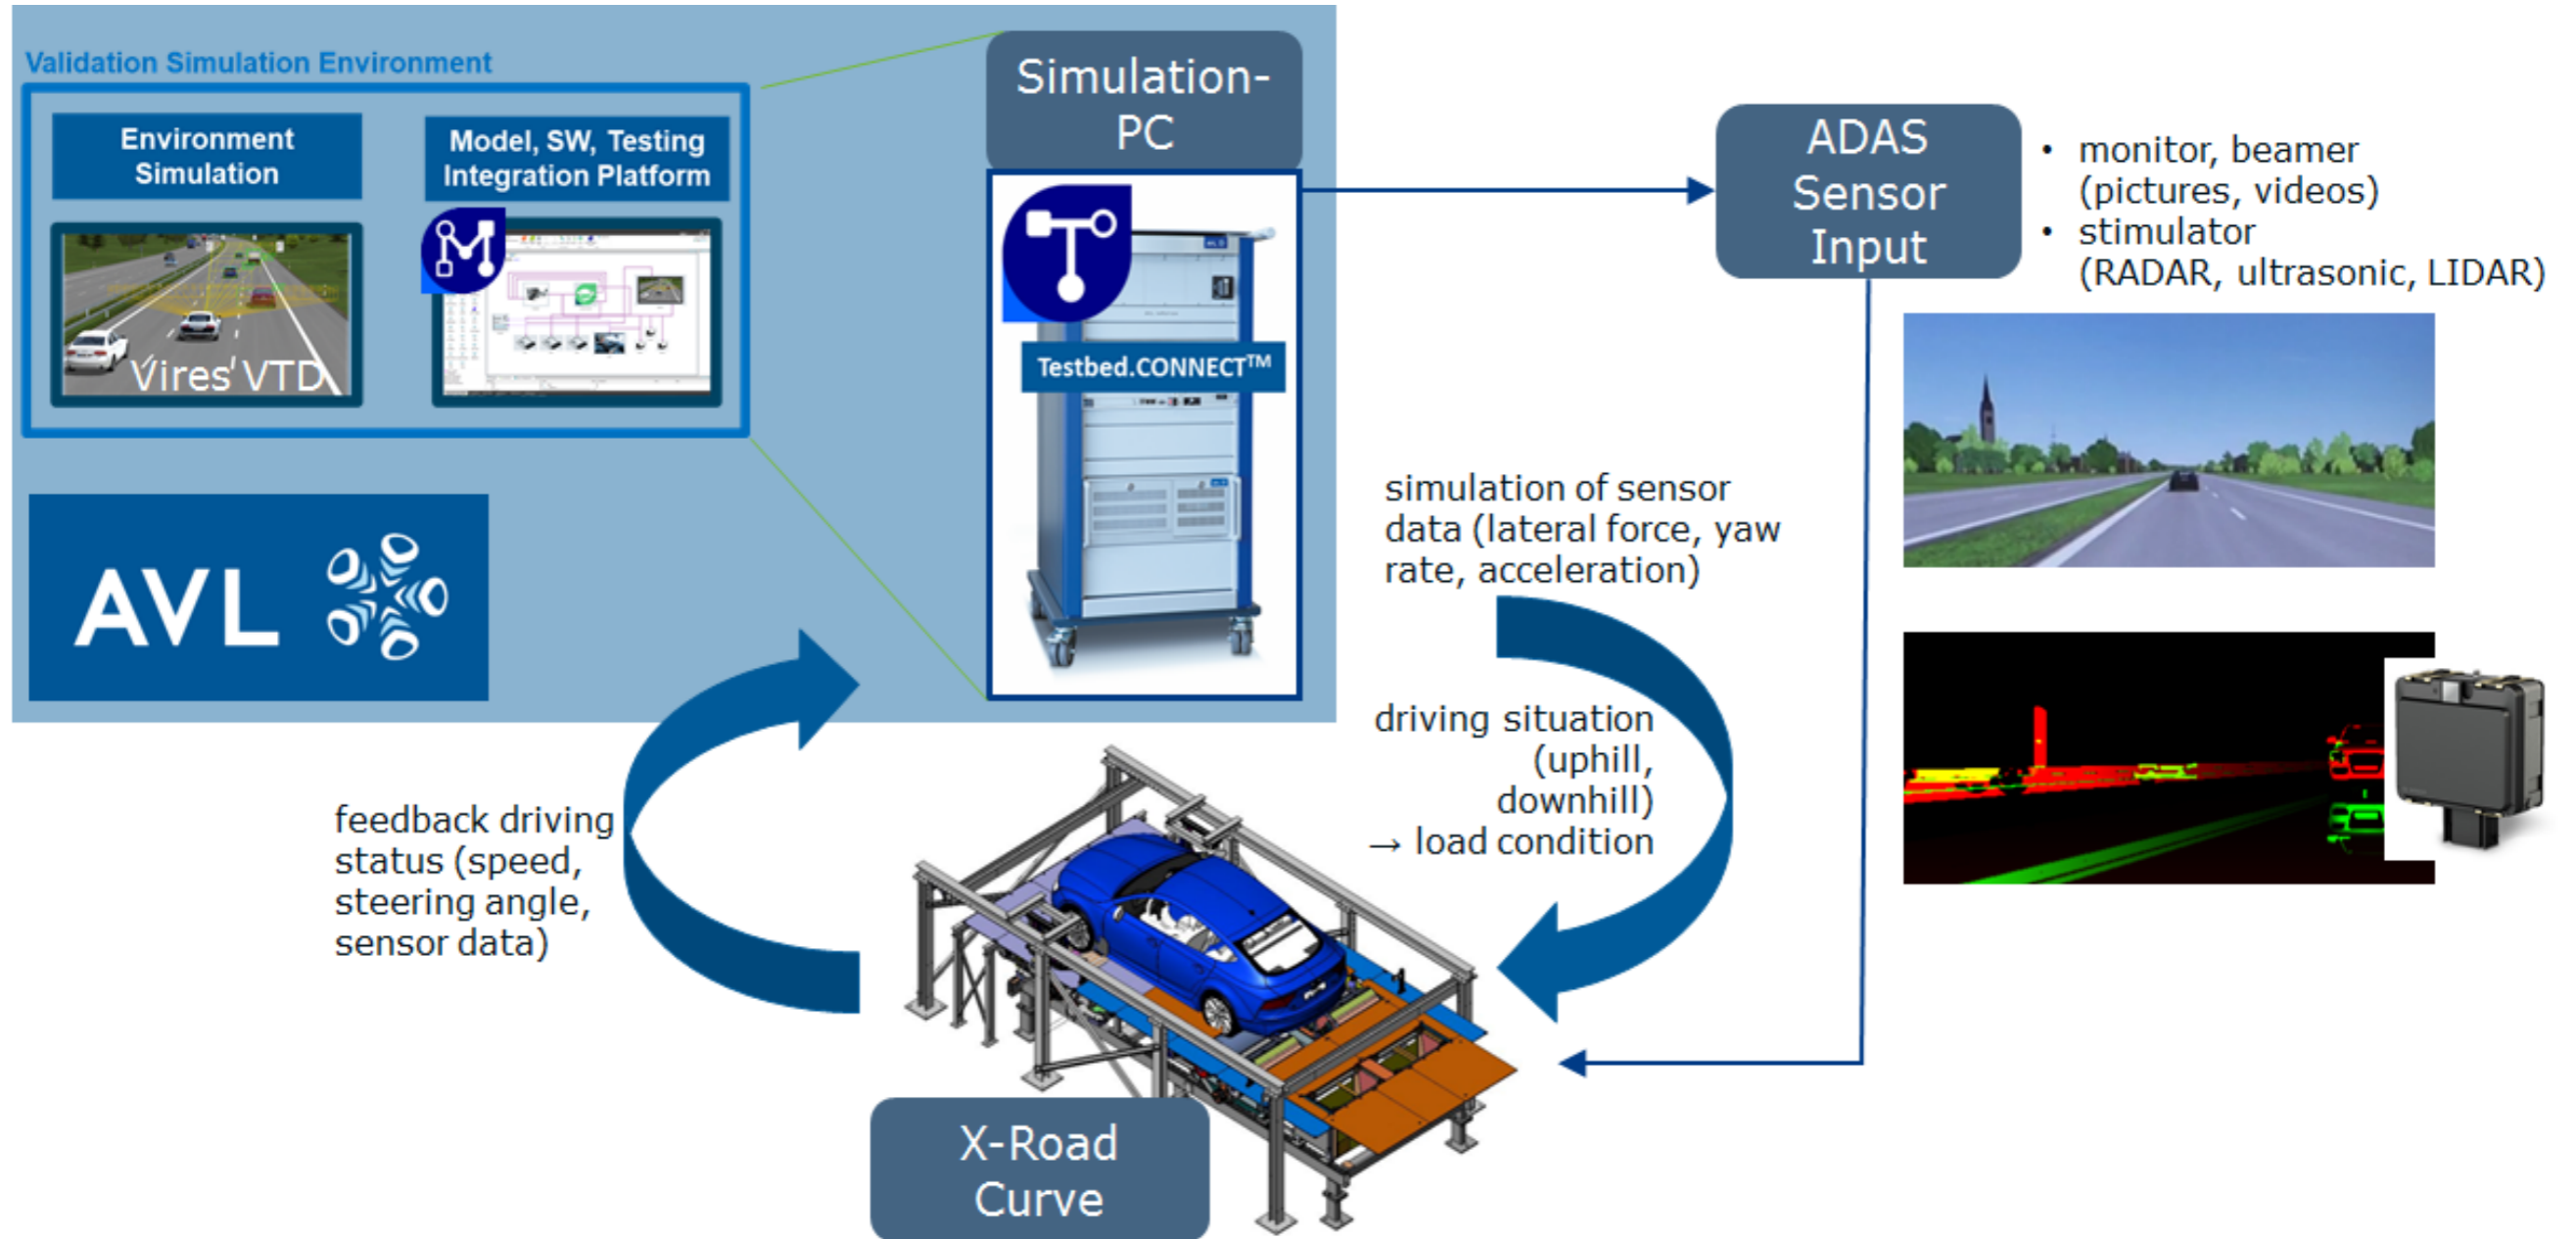 Validation Simulation Environment
Environment
Simulation
Model, SW, Testing
Integration Platform
Vires' VTD
AVL
Simulation-
PC
Testbed.CONNECT™
ADAS
Sensor
Input
• monitor, beamer
(pictures, videos)
• stimulator
(RADAR, ultrasonic, LIDAR)
simulation of sensor
data (lateral force, yaw
rate, acceleration)
driving situation
(uphill,
downhill)
→ load condition
feedback driving
status (speed,
steering angle,
sensor data)
X-Road
Curve